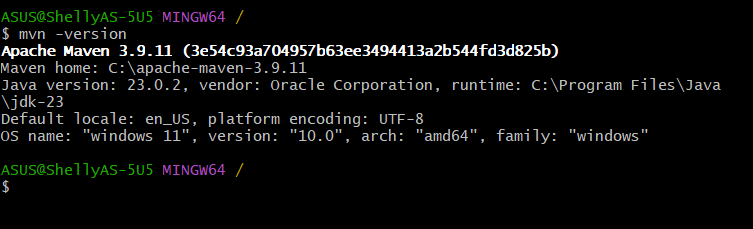 ASUS@ShellyAS-5U5 MINGW64 /
$ mvn -version
Apache Maven 3.9.11 (3e54c93a704957b63ee3494413a2b544fd3d825b)
Maven home: C:\apache-maven-3.9.11
Java version: 23.0.2, vendor: Oracle Corporation, runtime: C:\Program Files\Java
\jdk-23
Default locale: en_US, platform encoding: UTF-8
OS name: "windows 11", version: "10.0", arch: "amd64", family: "windows"
ASUS@ShellyAS-5U5 MINGW64 /
$